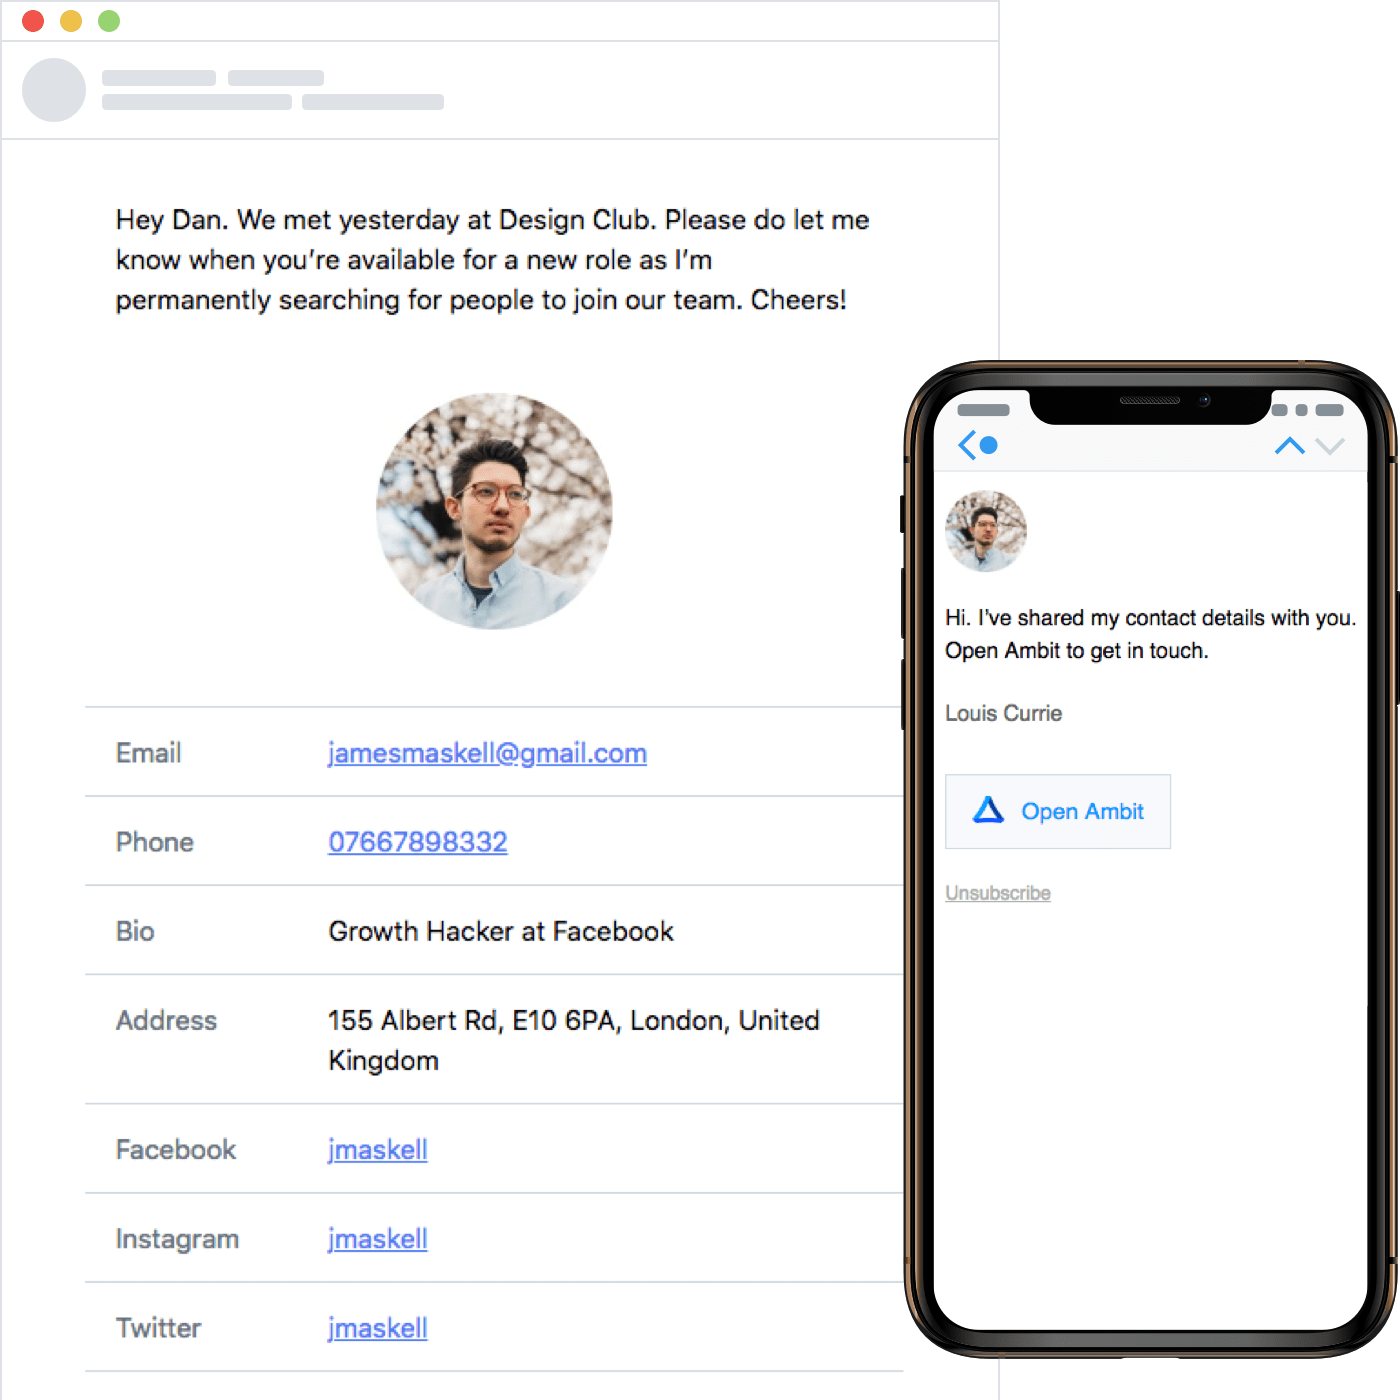 Hey Dan. We met yesterday at Design Club. Please do let me
know when you’re available for a new role as I’m
permanently searching for people to join our team. Cheers!
Email jamesmaskell@gmail.com
Phone 07667898332
Bio Growth Hacker at Facebook
Address 155 Albert Rd, E10 6PA, London, United
Kingdom
Facebook jmaskell
Instagram jmaskell
Twitter jmaskell
Hi. I've shared my contact details with you.
Open Ambit to get in touch.
Louis Currie
Open Ambit
Unsubscribe